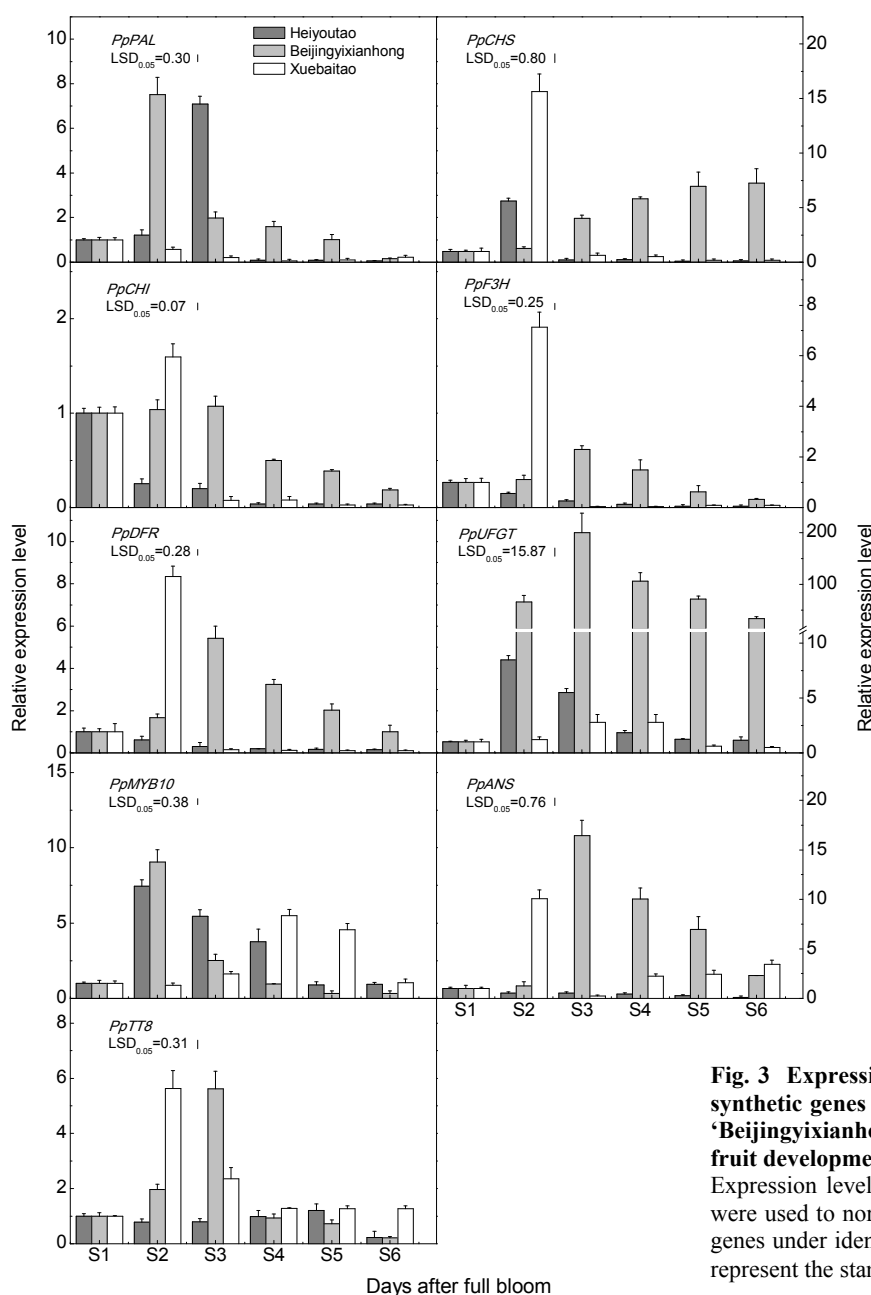 PpPAL
LSD0.05=0.30
Heiyoutao
Beijingyixianhong
Xuebaitao
10
8
6
4
2
0
PpCHS
LSD0.05=0.80
20
15
10
5
0
PpCHI
LSD0.05=0.07
2
1
0
PpF3H
LSD0.05=0.25
8
6
4
2
0
PpDFR
LSD0.05=0.28
10
8
6
4
2
0
PpUFGT
LSD0.05=15.87
200
100
10
5
0
Relative expression level
Relative expression level
PpMYB10
LSD0.05=0.38
15
10
5
0
PpANS
LSD0.05=0.76
20
15
10
5
0
S1 S2 S3 S4 S5 S6
PpTT8
LSD0.05=0.31
8
6
4
2
0
S1 S2 S3 S4 S5 S6
Days after full bloom
Fig. 3 Expressi
synthetic genes
‘Beijingyixianho
fruit developme
Expression level
were used to nor
genes under iden
represent the star